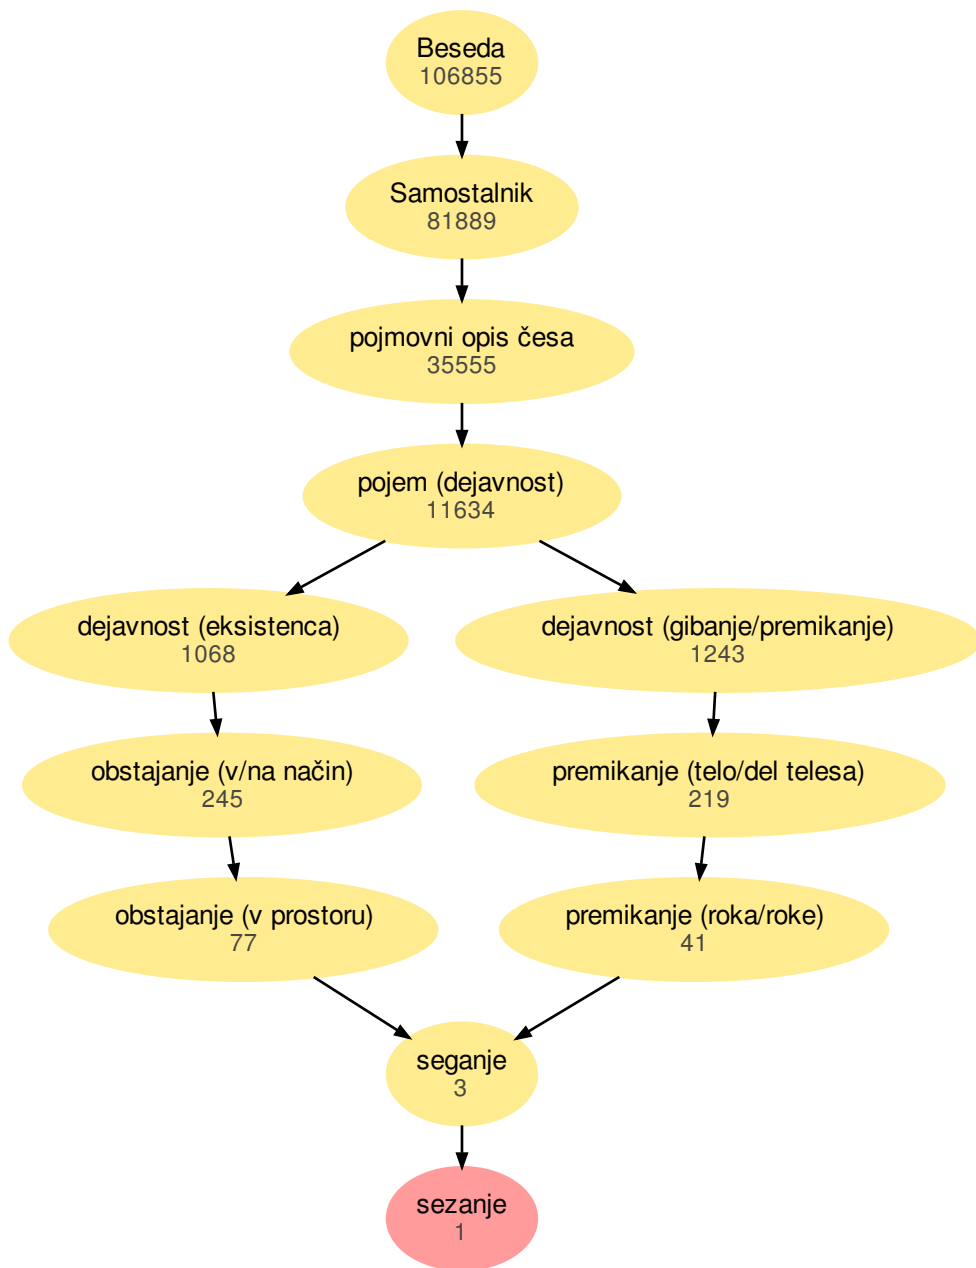 Beseda
106855
Samostalnik
81889
pojmovni opis česa
35555
pojem (dejavnost)
11634
dejavnost (eksistenca)
1068
dejavnost (gibanje/premikanje)
1243
obstajanje (v/na način)
245
premikanje (telo/del telesa)
219
obstajanje (v prostoru)
77
premikanje (roka/roke)
41
seganje
3
sezanje
1